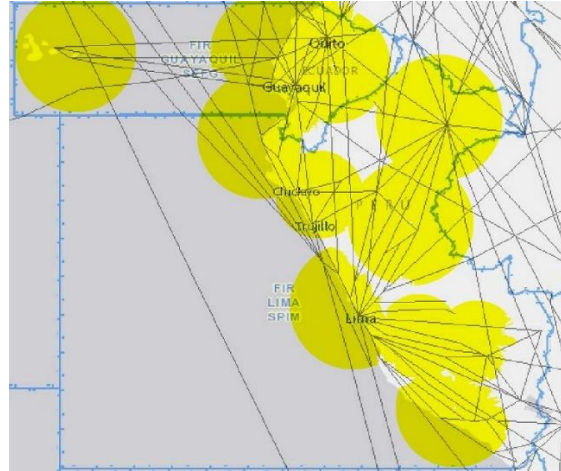 Quito
FIR
GUAYAQUIL
SEFG
ECUADOR
Guayaquil
Chiclayo
PERU
Trujillo
FIR
LIMA
SPIM
Lima